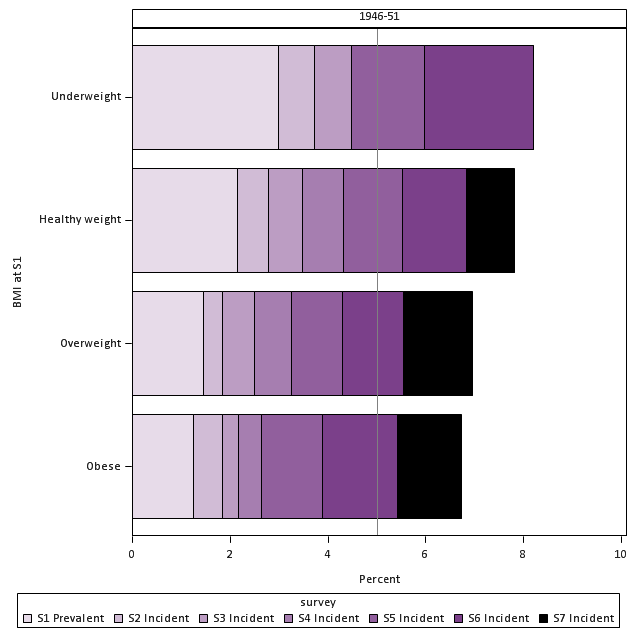 1946-51
Underweight
Healthy weight
Overweight
Obese
BMI at S1
0 2 4 6 8 10
Percent
survey
S1 Prevalent S2 Incident S3 Incident S4 Incident S5 Incident S6 Incident S7 Incident